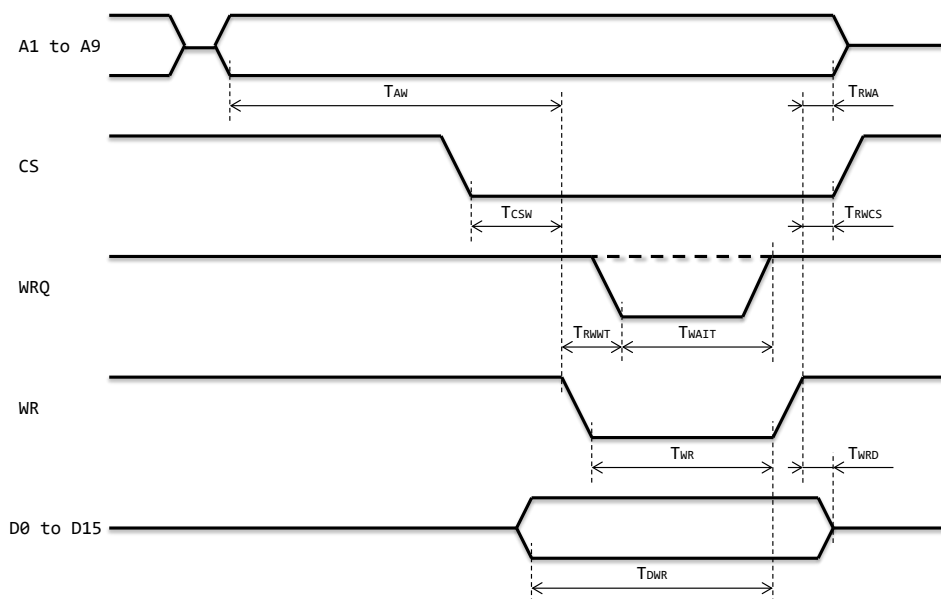 A1 to A9
TAW
TRWA
CS
TCSW
TRWCS
WRQ
TRWWT
TWAIT
WR
TWR
TWRD
D0 to D15
TDWR